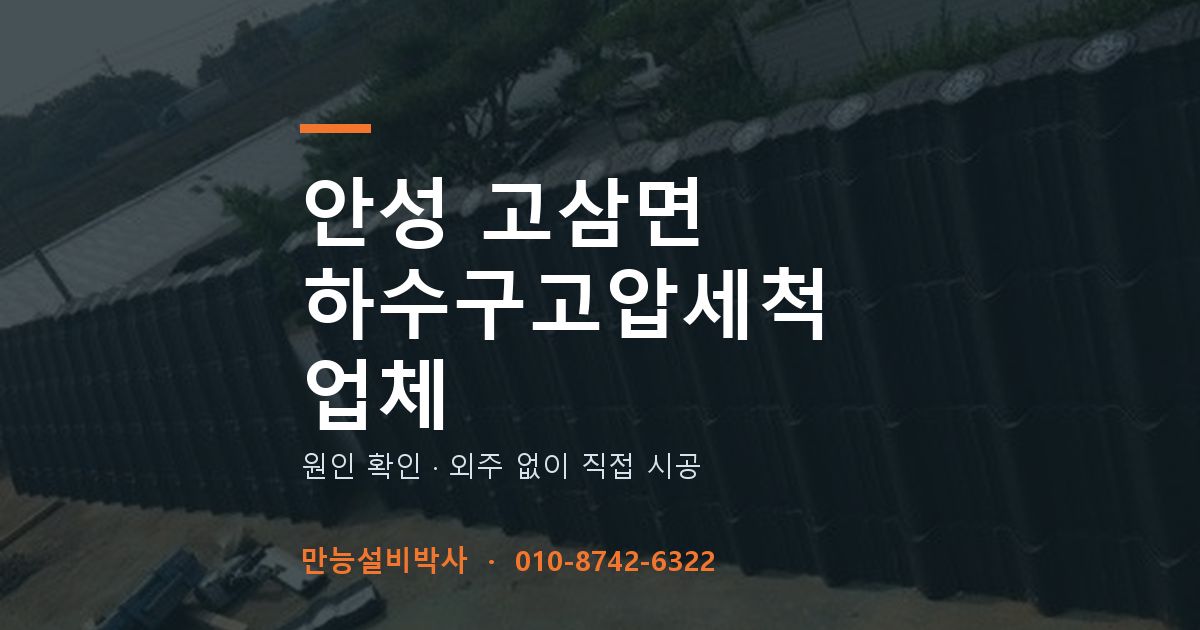 안성 고삼면
하수구고압세척
업체
원인 확인 · 외주 없이 직접 시공
만능설비박사 · 010-8742-6322